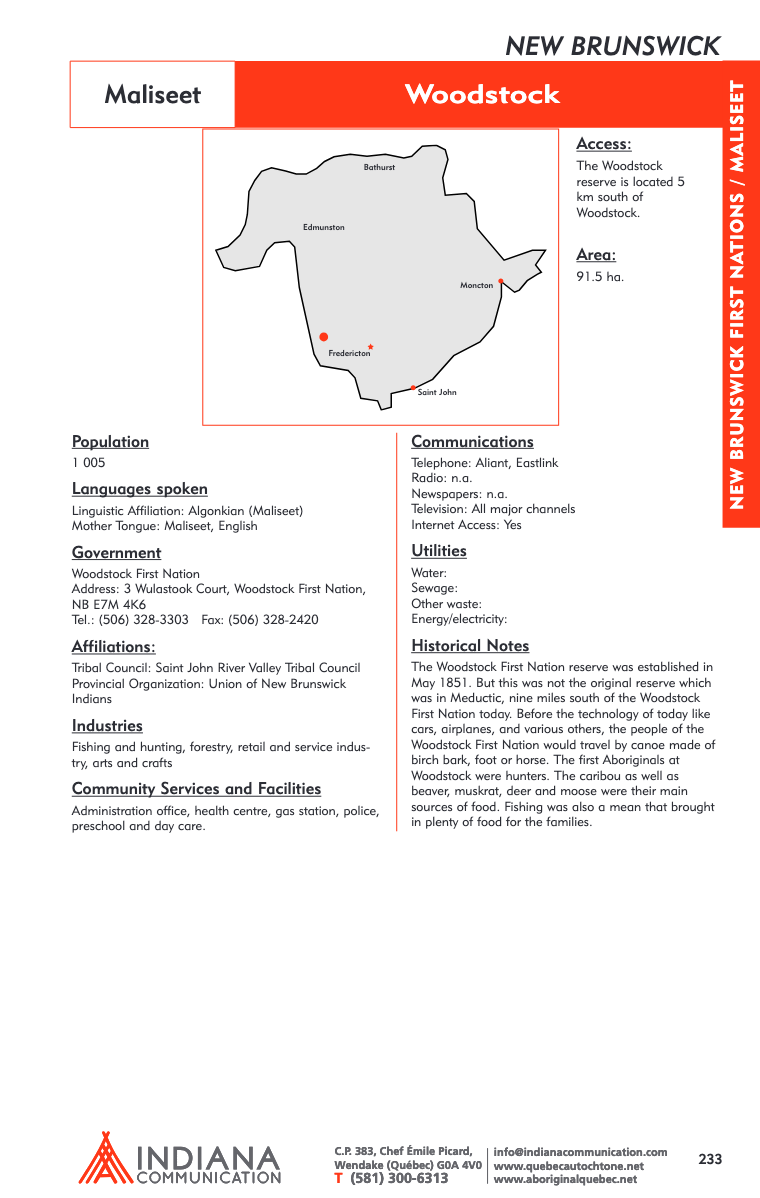 NEW BRUNSWICK
Maliseet
Woodstock
NEW BRUNSWICK FIRST NATIONS / MALISEET
Bathurst
Edmunston
Moncton
Fredericton
Saint John
Access:
The Woodstock
reserve is located 5
km south of
Woodstock.
Area:
91.5 ha.
Population
1 005
Languages spoken
Linguistic Affiliation: Algonkian (Maliseet)
Mother Tongue: Maliseet, English
Government
Woodstock First Nation
Address: 3 Wulastook Court, Woodstock First Nation,
NB E7M 4K6
Tel.: (506) 328-3303 Fax: (506) 328-2420
Affiliations:
Tribal Council: Saint John River Valley Tribal Council
Provincial Organization: Union of New Brunswick
Indians
Industries
Fishing and hunting, forestry, retail and service indus-
try, arts and crafts
Community Services and Facilities
Administration office, health centre, gas station, police,
preschool and day care.
Communications
Telephone: Aliant, Eastlink
Radio: n.a.
Newspapers: n.a.
Television: All major channels
Internet Access: Yes
Utilities
Water:
Sewage:
Other waste:
Energy/electricity:
Historical Notes
The Woodstock First Nation reserve was established in
May 1851. But this was not the original reserve which
was in Meductic, nine miles south of the Woodstock
First Nation today. Before the technology of today like
cars, airplanes, and various others, the people of the
Woodstock First Nation would travel by canoe made of
birch bark, foot or horse. The first Aboriginals at
Woodstock were hunters. The caribou as well as
beaver, muskrat, deer and moose were their main
sources of food. Fishing was also a mean that brought
in plenty of food for the families.
INDIANA
COMMUNICATION
C.P. 383, Chef Émile Picard,
Wendake (Québec) G0A 4V0
T (581) 300-6313
info@indianacommunication.com
www.quebecautochtone.net
www.aboriginalquebec.net
233